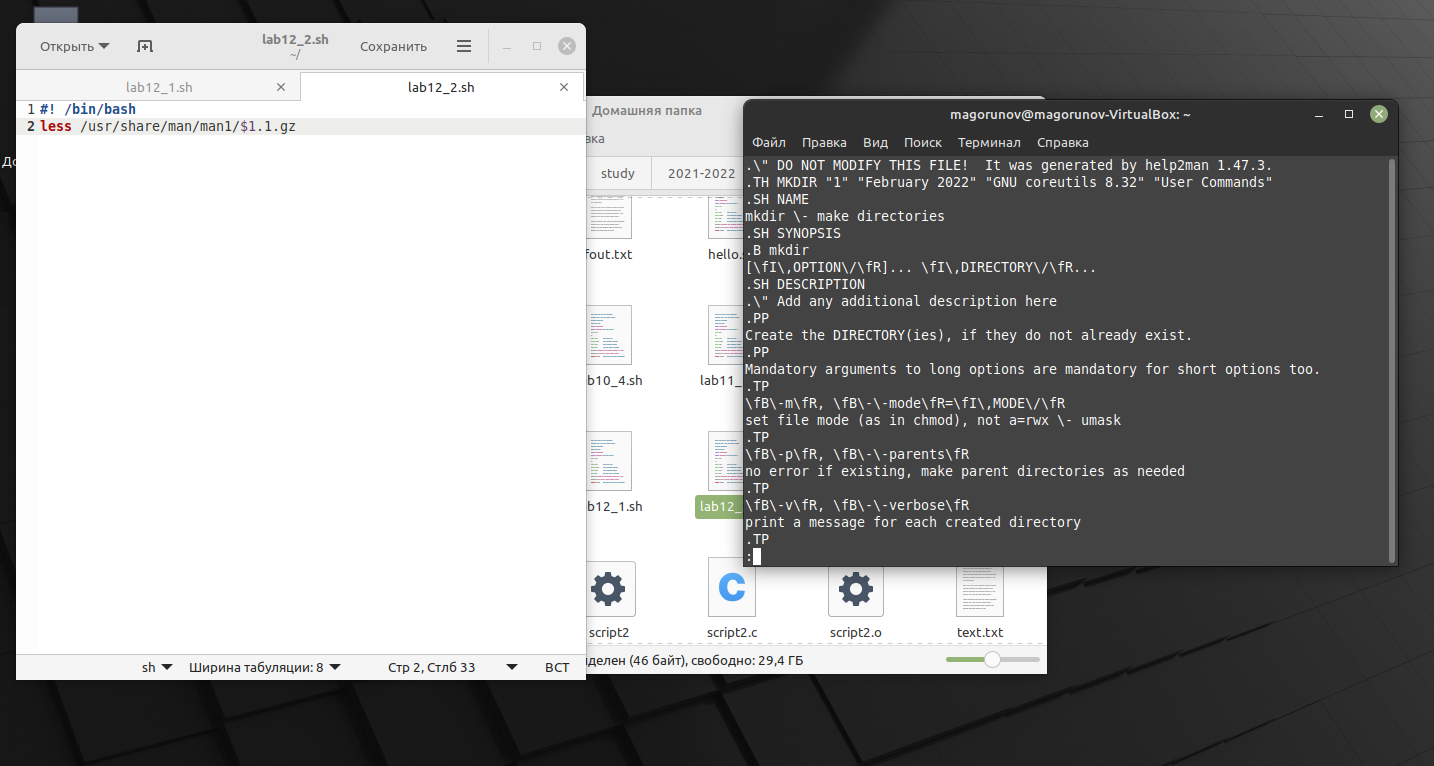 Открыть
lab12_2.sh
~/
Сохранить
lab12_1.sh
lab12_2.sh
1 #! /bin/bash
2 less /usr/share/man/man1/$1.1.gz
sh
Ширина табуляции: 8
Стр 2, Стлб 33
ВСТ
Домашняя папка
study
2021-2022
fout.txt
hello.
b10_4.sh
lab11_
b12_1.sh
lab12_
script2
script2.c
script2.o
text.txt
делен (46 байт), свободно: 29,4 ГБ
magorunov@magorunov-VirtualBox: ~
Файл Правка Вид Поиск Терминал Справка
.\" DO NOT MODIFY THIS FILE!  It was generated by help2man 1.47.3.
.TH MKDIR "1" "February 2022" "GNU coreutils 8.32" "User Commands"
.SH NAME
mkdir \- make directories
.SH SYNOPSIS
.B mkdir
[\fI\,OPTION\/\fR]... \fI\,DIRECTORY\/\fR...
.SH DESCRIPTION
.\" Add any additional description here
.PP
Create the DIRECTORY(ies), if they do not already exist.
.PP
Mandatory arguments to long options are mandatory for short options too.
.TP
\fB\-m\fR, \fB\-\-mode\fR=\fI\,MODE\/\fR
set file mode (as in chmod), not a=rwx \- umask
.TP
\fB\-p\fR, \fB\-\-parents\fR
no error if existing, make parent directories as needed
.TP
\fB\-v\fR, \fB\-\-verbose\fR
print a message for each created directory
.TP
: